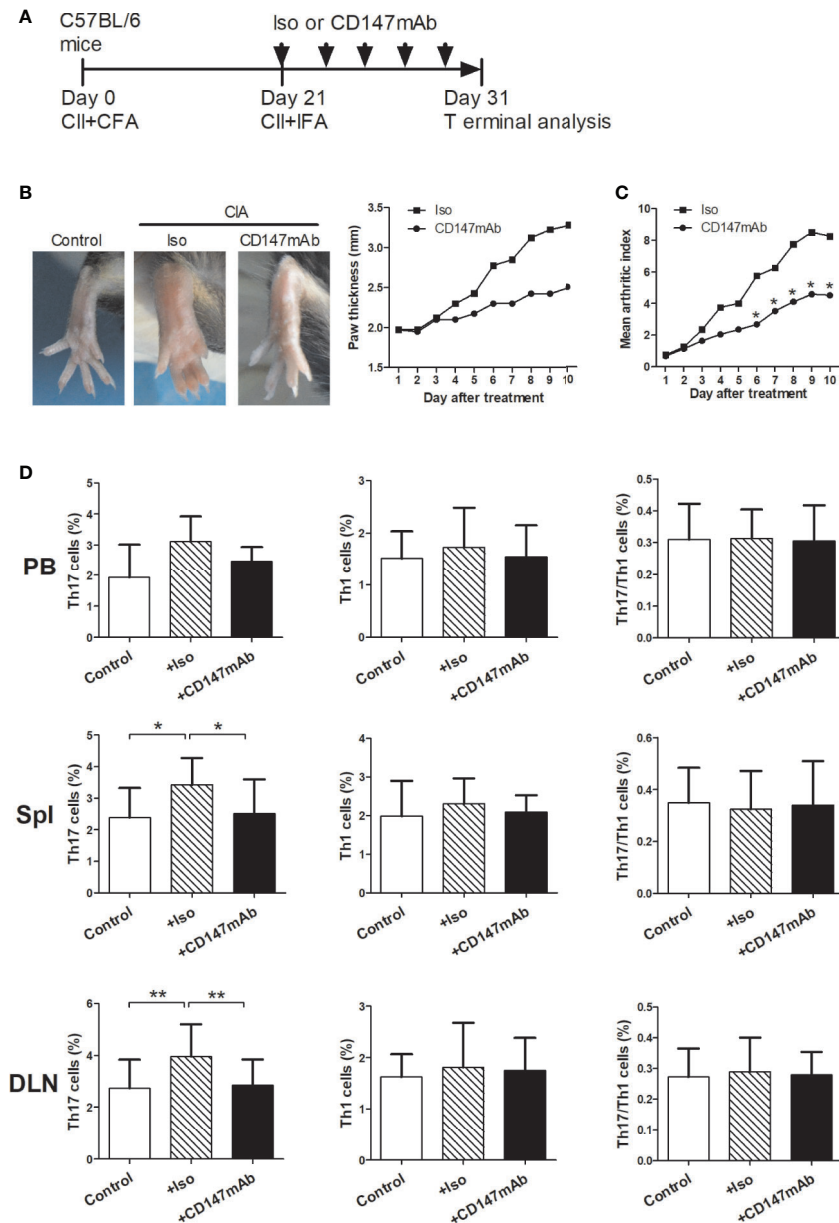 A
C57BL/6
mice
Iso or CD147mAb
Day 0
CII+CFA
Day 21
CII+IFA
Day 31
T erminal analysis
B
CIA
Control
Iso
CD147mAb
Paw thickness (mm)
3.5
3.0
2.5
2.0
1.5
Iso
CD147mAb
1 2 3 4 5 6 7 8 9 10
Day after treatment
C
Mean arthritic index
10
8
6
4
2
0
Iso
CD147mAb
* * * * *
1 2 3 4 5 6 7 8 9 10
Day after treatment
D
PB
Th17 cells (%)
5
4
3
2
1
0
Control
+Iso
+CD147mAb
Th1 cells (%)
3
2
1
0
Control
+Iso
+CD147mAb
Th17/Th1 cells (%)
0.5
0.4
0.3
0.2
0.1
0.0
Control
+Iso
+CD147mAb
Spl
Th17 cells (%)
5
4
3
2
1
0
* *
Control
+Iso
+CD147mAb
Th1 cells (%)
4
3
2
1
0
Control
+Iso
+CD147mAb
Th17/Th1 cells (%)
0.6
0.4
0.2
0.0
Control
+Iso
+CD147mAb
DLN
Th17 cells (%)
6
4
2
0
** **
Control
+Iso
+CD147mAb
Th1 cells (%)
3
2
1
0
Control
+Iso
+CD147mAb
Th17/Th1 cells (%)
0.5
0.4
0.3
0.2
0.1
0.0
Control
+Iso
+CD147mAb